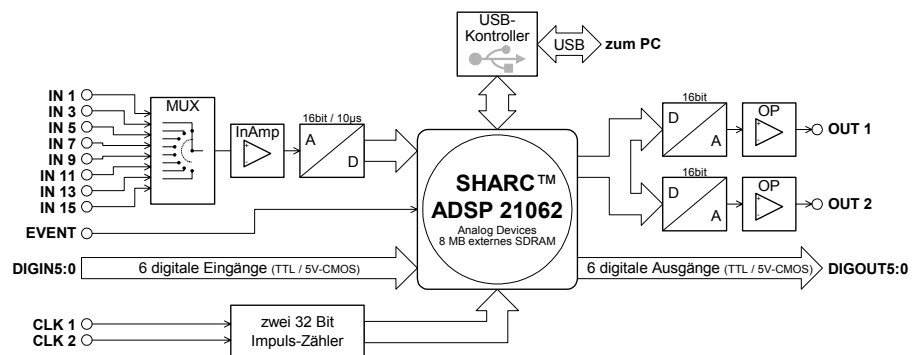 USB-
Kontroller
USB
zum PC
IN 1
IN 3
IN 5
IN 7
IN 9
IN 11
IN 13
IN 15
MUX
InAmp
16bit / 10µs
A
D
SHARC™
ADSP 21062
Analog Devices
8 MB externes SDRAM
16bit
D
A
OP
OUT 1
16bit
D
A
OP
OUT 2
EVENT
DIGIN5:0
6 digitale Eingänge (TTL / 5V-CMOS)
6 digitale Ausgänge (TTL / 5V-CMOS)
DIGOUT5:0
CLK 1
CLK 2
zwei 32 Bit
Impuls-Zähler